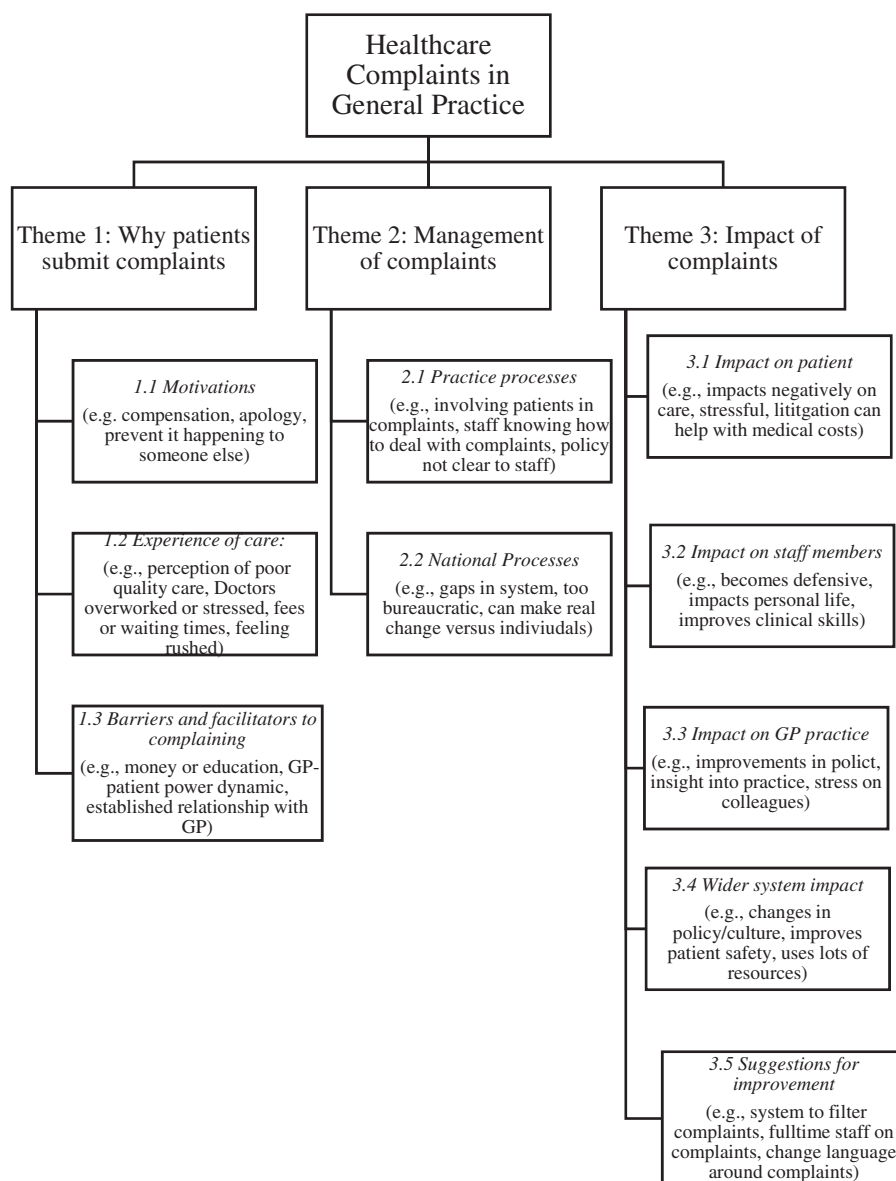 Healthcare
Complaints in
General Practice
Theme 1: Why patients
submit complaints
1.1 Motivations
(e.g. compensation, apology,
prevent it happening to
someone else)
1.2 Experience of care:
(e.g., perception of poor
quality care, Doctors
overworked or stressed, fees
or waiting times, feeling
rushed)
1.3 Barriers and facilitators to
complaining
(e.g., money or education, GP-
patient power dynamic,
established relationship with
GP)
Theme 2: Management
of complaints
2.1 Practice processes
(e.g., involving patients in
complaints, staff knowing how
to deal with complaints, policy
not clear to staff)
2.2 National Processes
(e.g., gaps in system, too
bureaucratic, can make real
change versus indiviudals)
Theme 3: Impact of
complaints
3.1 Impact on patient
(e.g., impacts negatively on
care, stressful, lititgation can
help with medical costs)
3.2 Impact on staff members
(e.g., becomes defensive,
impacts personal life,
improves clinical skills)
3.3 Impact on GP practice
(e.g., improvements in polict,
insight into practice, stress on
colleagues)
3.4 Wider system impact
(e.g., changes in
policy/culture, improves
patient safety, uses lots of
resources)
3.5 Suggestions for
improvement
(e.g., system to filter
complaints, fulltime staff on
complaints, change language
around complaints)